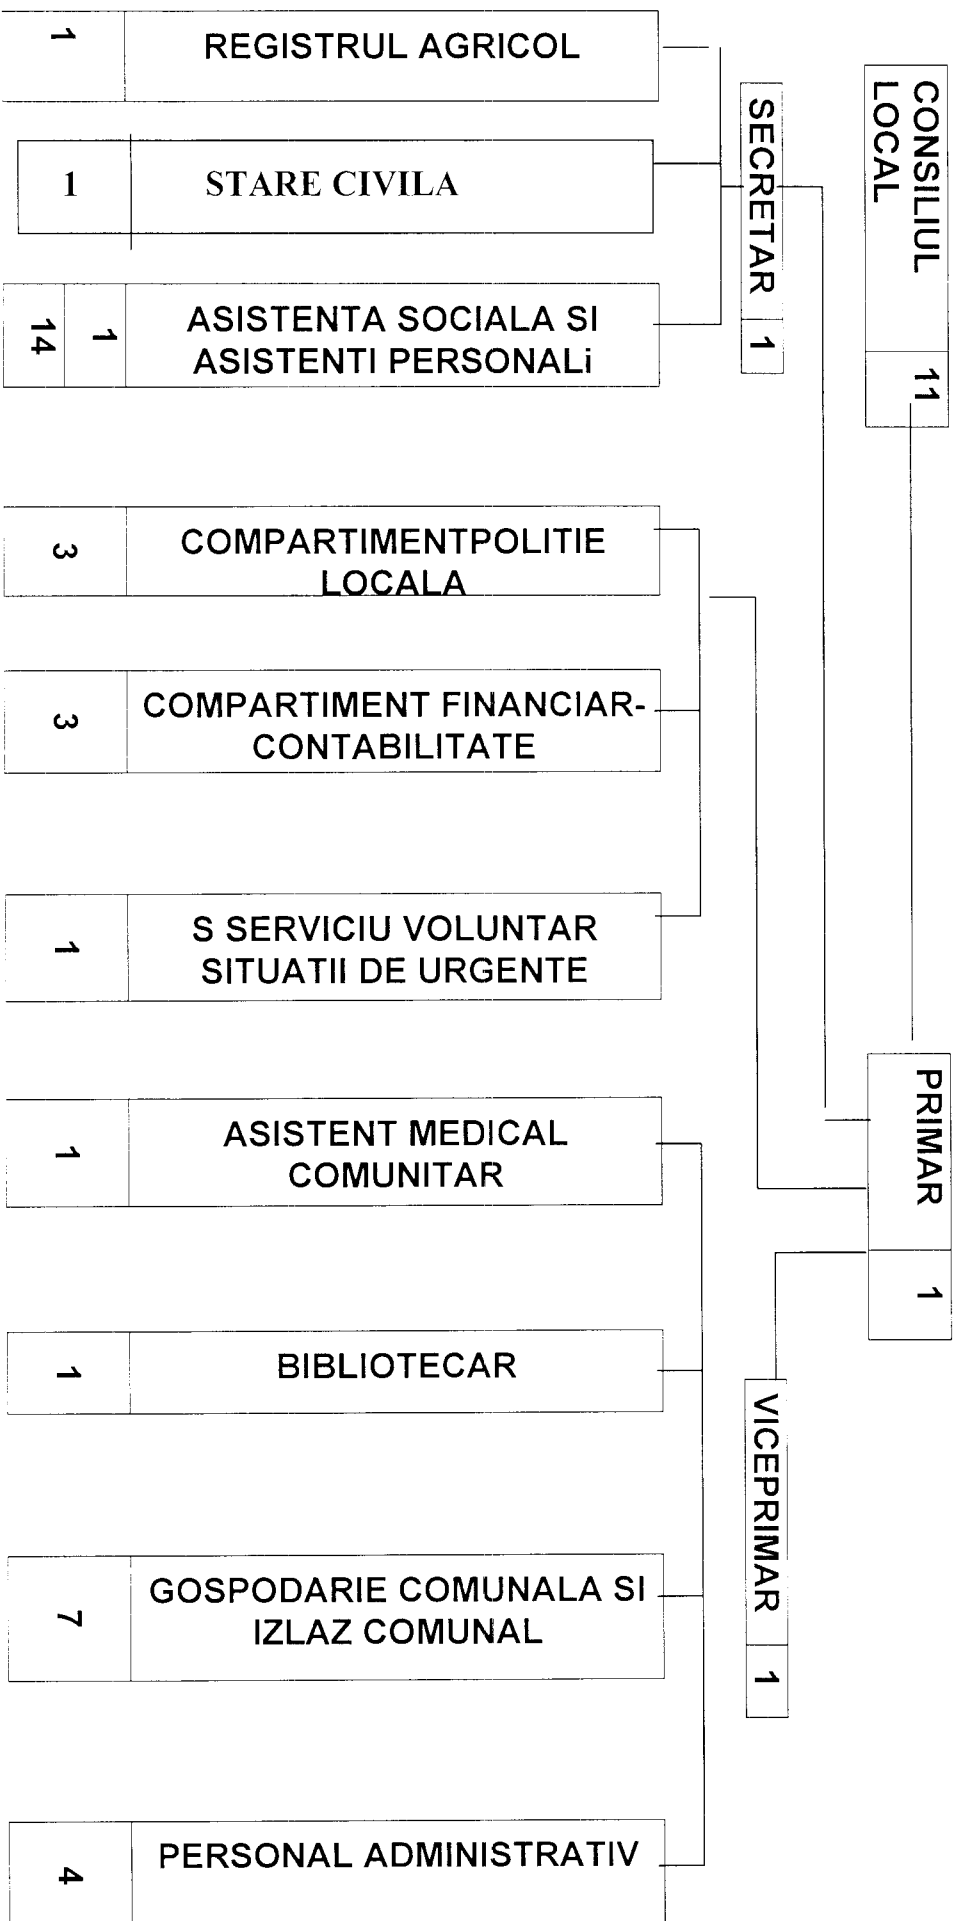 CONSILIUL
LOCAL
11
PRIMAR
1
SECRETAR
1
VICEPRIMAR
1
REGISTRUL AGRICOL
1
STARE CIVILA
1
ASISTENTA SOCIALA SI
ASISTENTI PERSONALi
1
14
COMPARTIMENTPOLITIE
LOCALA
3
COMPARTIMENT FINANCIAR-
CONTABILITATE
3
S SERVICIU VOLUNTAR
SITUATII DE URGENTE
1
ASISTENT MEDICAL
COMUNITAR
1
BIBLIOTECAR
1
GOSPODARIE COMUNALA SI
IZLAZ COMUNAL
7
PERSONAL ADMINISTRATIV
4